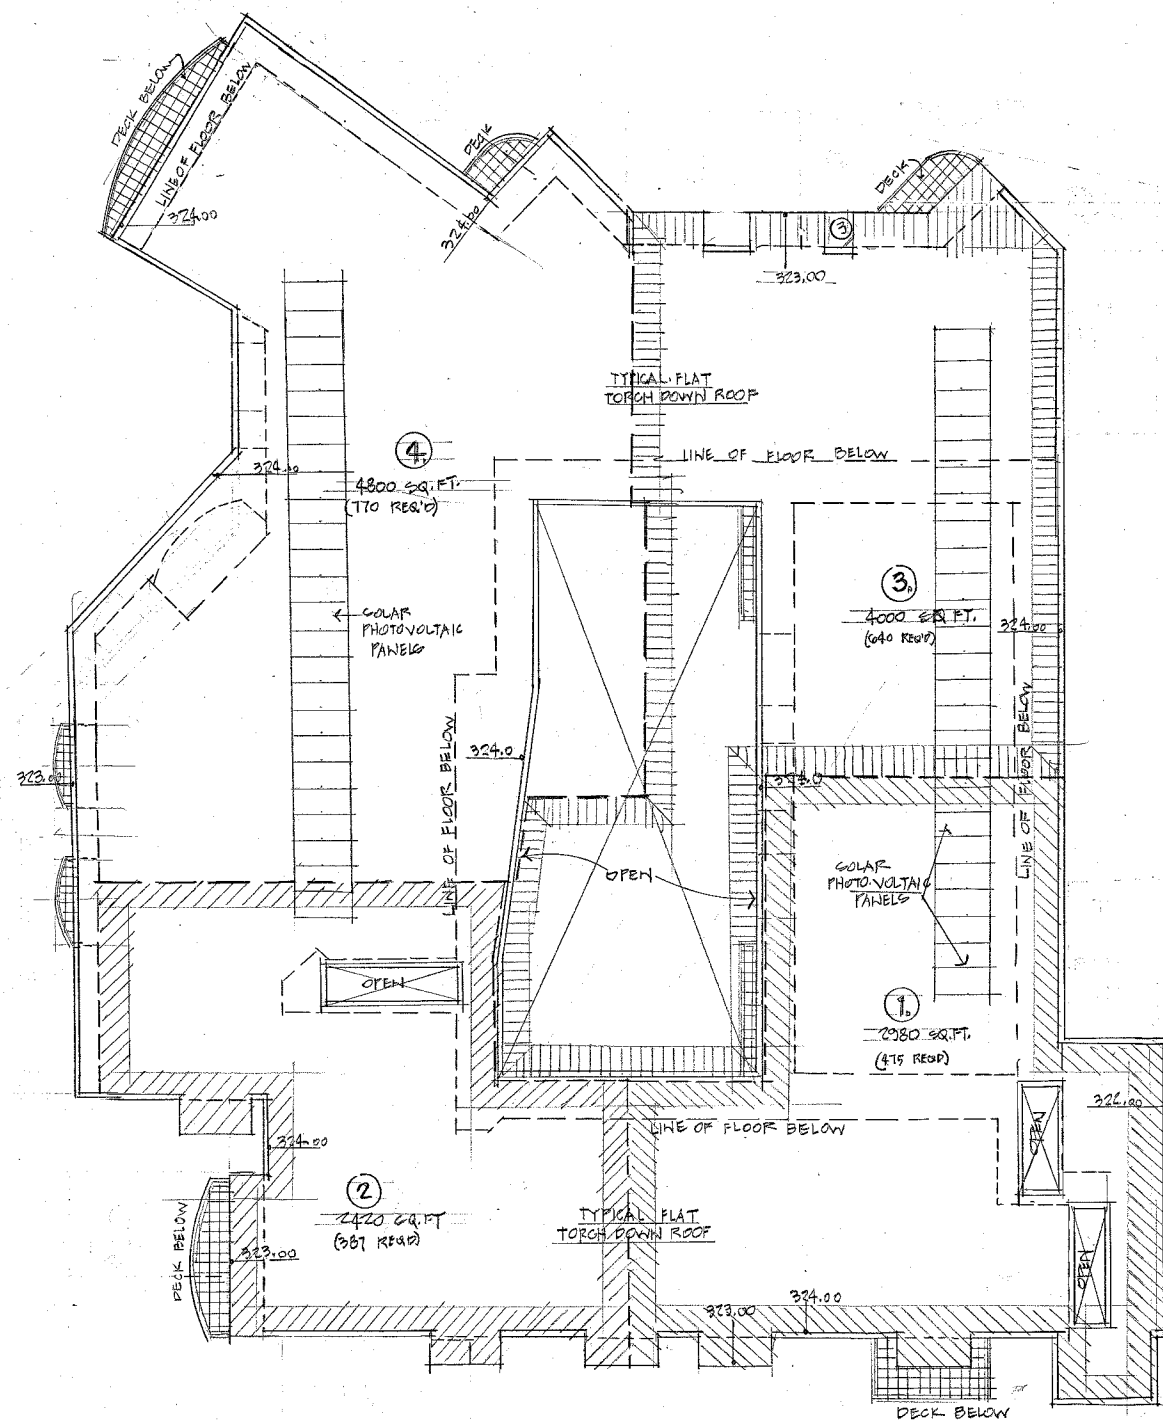 DECK BELOW
LINE OF FLOOR BELOW
324.00
DECK
324.00
DECK
3
323.00
TYPICAL FLAT
TORCH DOWN ROOF
LINE OF FLOOR BELOW
4.
324.00
4800 SQ.FT.
(770 REQ'D)
SOLAR
PHOTOVOLTAIC
PANELS
3.
4000 SQ.FT.
(640 REQ'D)
324.00
LINE OF FLOOR BELOW
LINE OF FLOOR BELOW
324.0
323.00
OPEN
SOLAR
PHOTO-VOLTAIC
PANELS
OPEN
1.
2980 SQ.FT.
(475 REQ'D)
322.00
OPEN
LINE OF FLOOR BELOW
324.00
2
2420 SQ.FT
(387 REQ'D)
TYPICAL FLAT
TORCH DOWN ROOF
DECK BELOW
323.00
OPEN
323.00
324.00
DECK BELOW